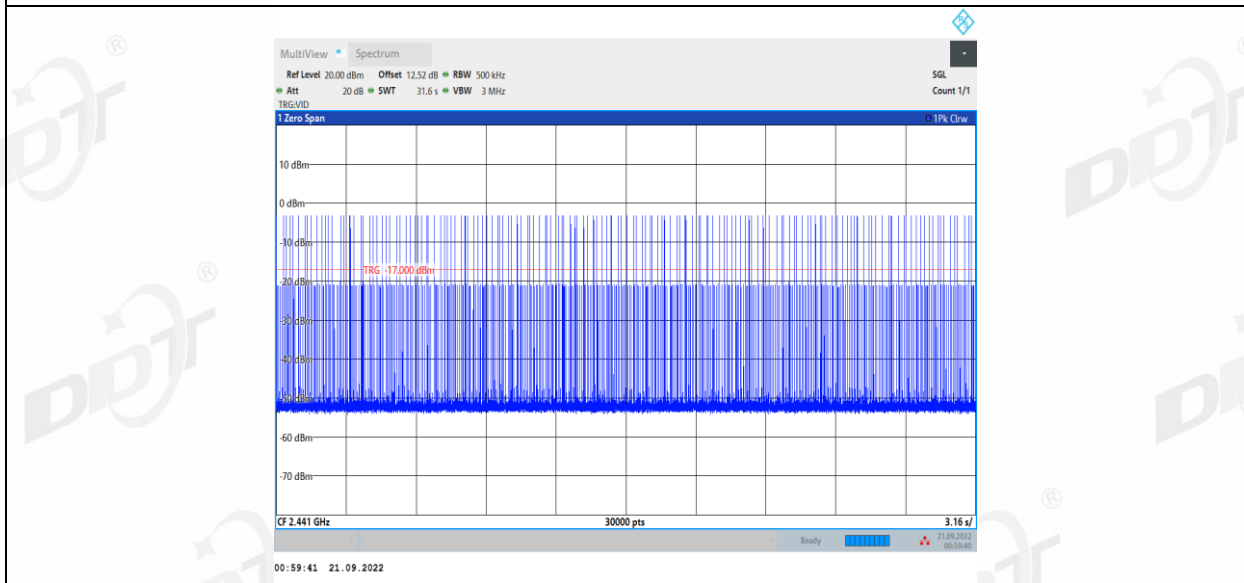 MultiView Spectrum
Ref Level 20.00 dBm Offset 12.52 dB RBW 500 kHz SGL
Att 20 dB SWT 31.6 s VBW 3 MHz Count 1/1
TRG:VID
1 Zero Span 1Pk Clrw
10 dBm
0 dBm
-10 dBm
TRG -17.000 dBm
-20 dBm
-30 dBm
-40 dBm
-50 dBm
-60 dBm
-70 dBm
CF 2.441 GHz 30000 pts 3.16 s/
Ready 21.09.2022
00:59:40
00:59:41 21.09.2022
DDT ®
DDT
DDT ®
DDT
®